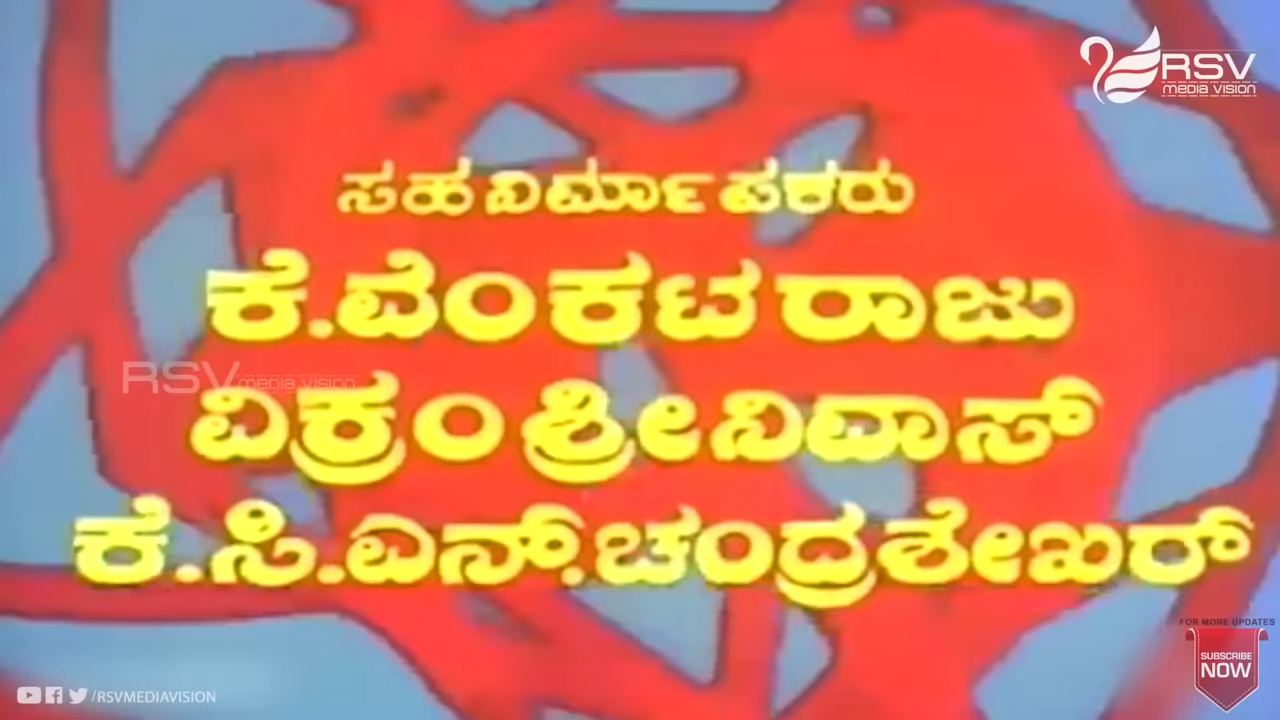 RSV
media vision
ಸಹ ನಿರ್ಮಾಪಕರು
ಕೆ.ವೆಂಕಟರಾಜು
RSV media vision
ವಿಕ್ರಂ ಶ್ರೀನಿವಾಸ್
ಕೆ.ಸಿ.ಎನ್.ಚಂದ್ರಶೇಖರ್
FOR MORE UPDATES
SUBSCRIBE
NOW
/RSVMEDIAVISION